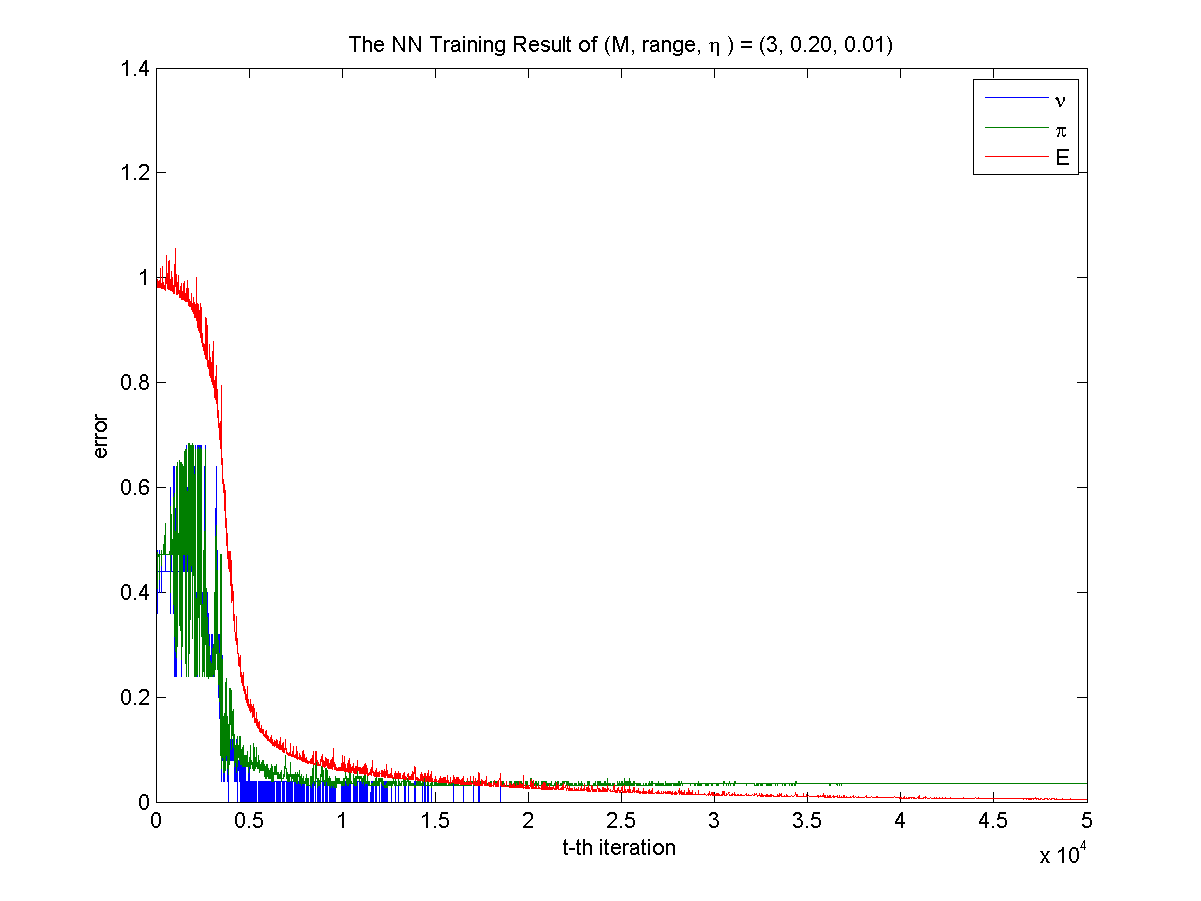 The NN Training Result of (M, range, η ) = (3, 0.20, 0.01)
1.4
1.2
1
0.8
0.6
0.4
0.2
0
error
ν
π
E
0 0.5 1 1.5 2 2.5 3 3.5 4 4.5 5
x 10^4
t-th iteration